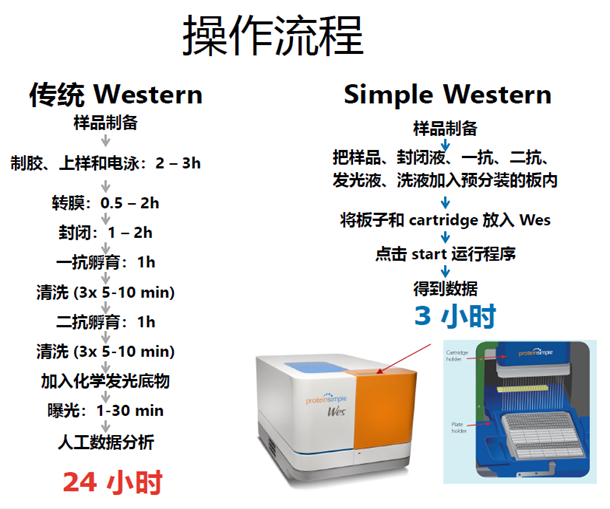 操作流程
传统 Western
样品制备
制胶、上样和电泳：2 – 3h
转膜：0.5 – 2h
封闭：1 – 2h
一抗孵育：1h
清洗 (3x 5-10 min)
二抗孵育：1h
清洗 (3x 5-10 min)
加入化学发光底物
曝光：1-30 min
人工数据分析
24 小时
Simple Western
样品制备
把样品、封闭液、一抗、二抗、
发光液、洗液加入预分装的板内
将板子和 cartridge 放入 Wes
点击 start 运行程序
得到数据
3 小时
proteinsimple
Wes
Cartridge
holder
proteinsimple
Plate
holder